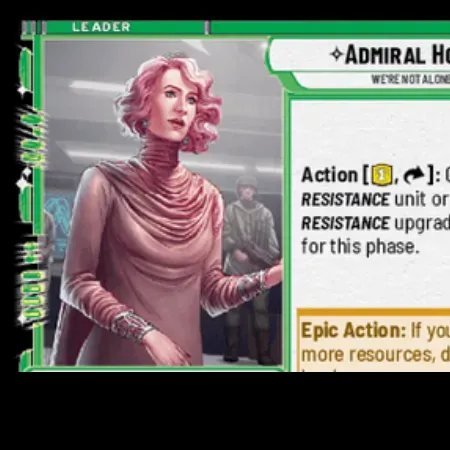 LEADER
ADMIRAL HO
WE'RE NOT ALONE
Action [1, ]:
RESISTANCE unit or
RESISTANCE upgrad
for this phase.
Epic Action: If you
more resources, d